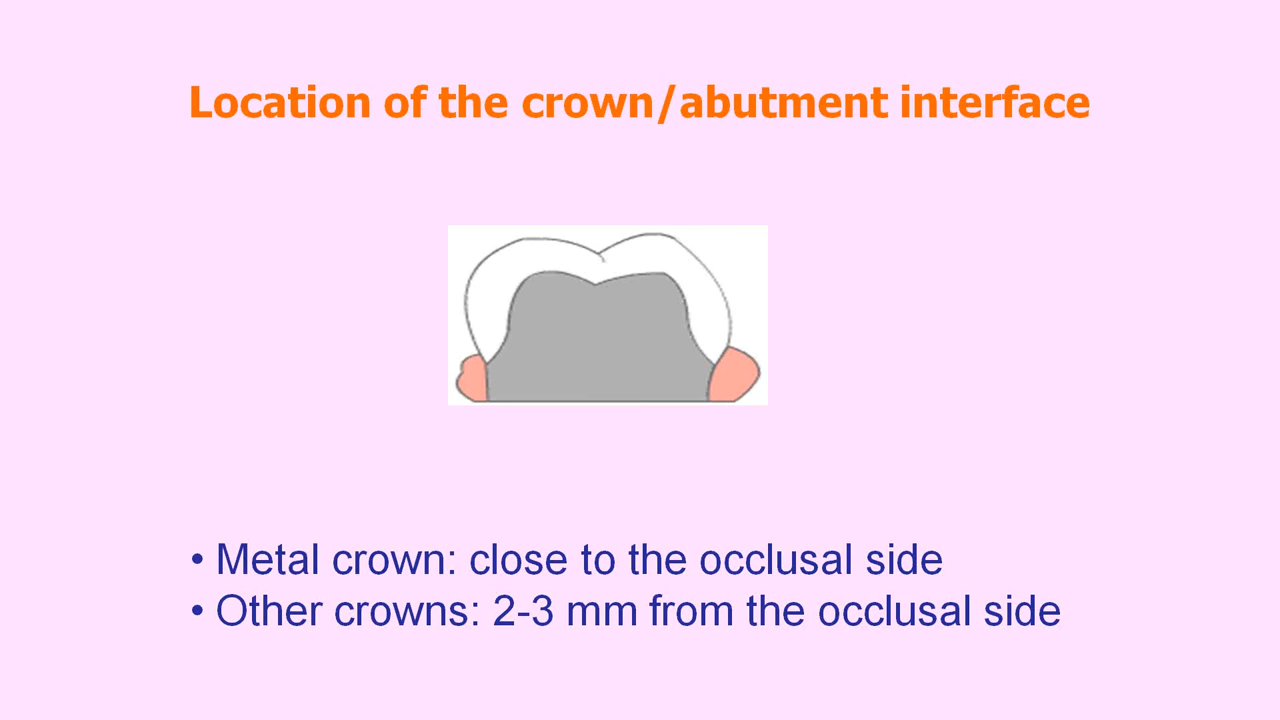 Location of the crown/abutment interface
• Metal crown: close to the occlusal side
• Other crowns: 2-3 mm from the occlusal side